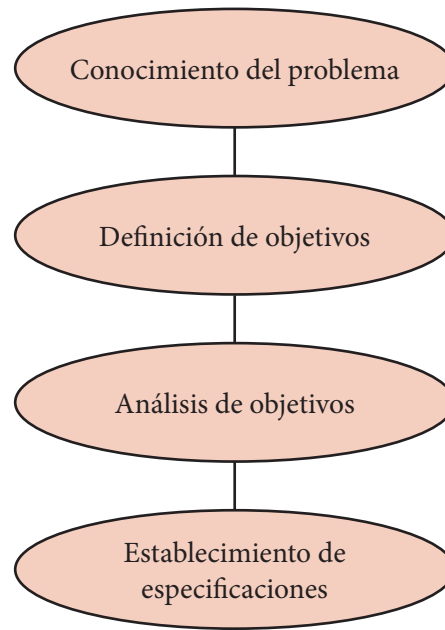 Conocimiento del problema
Definición de objetivos
Análisis de objetivos
Establecimiento de
especificaciones